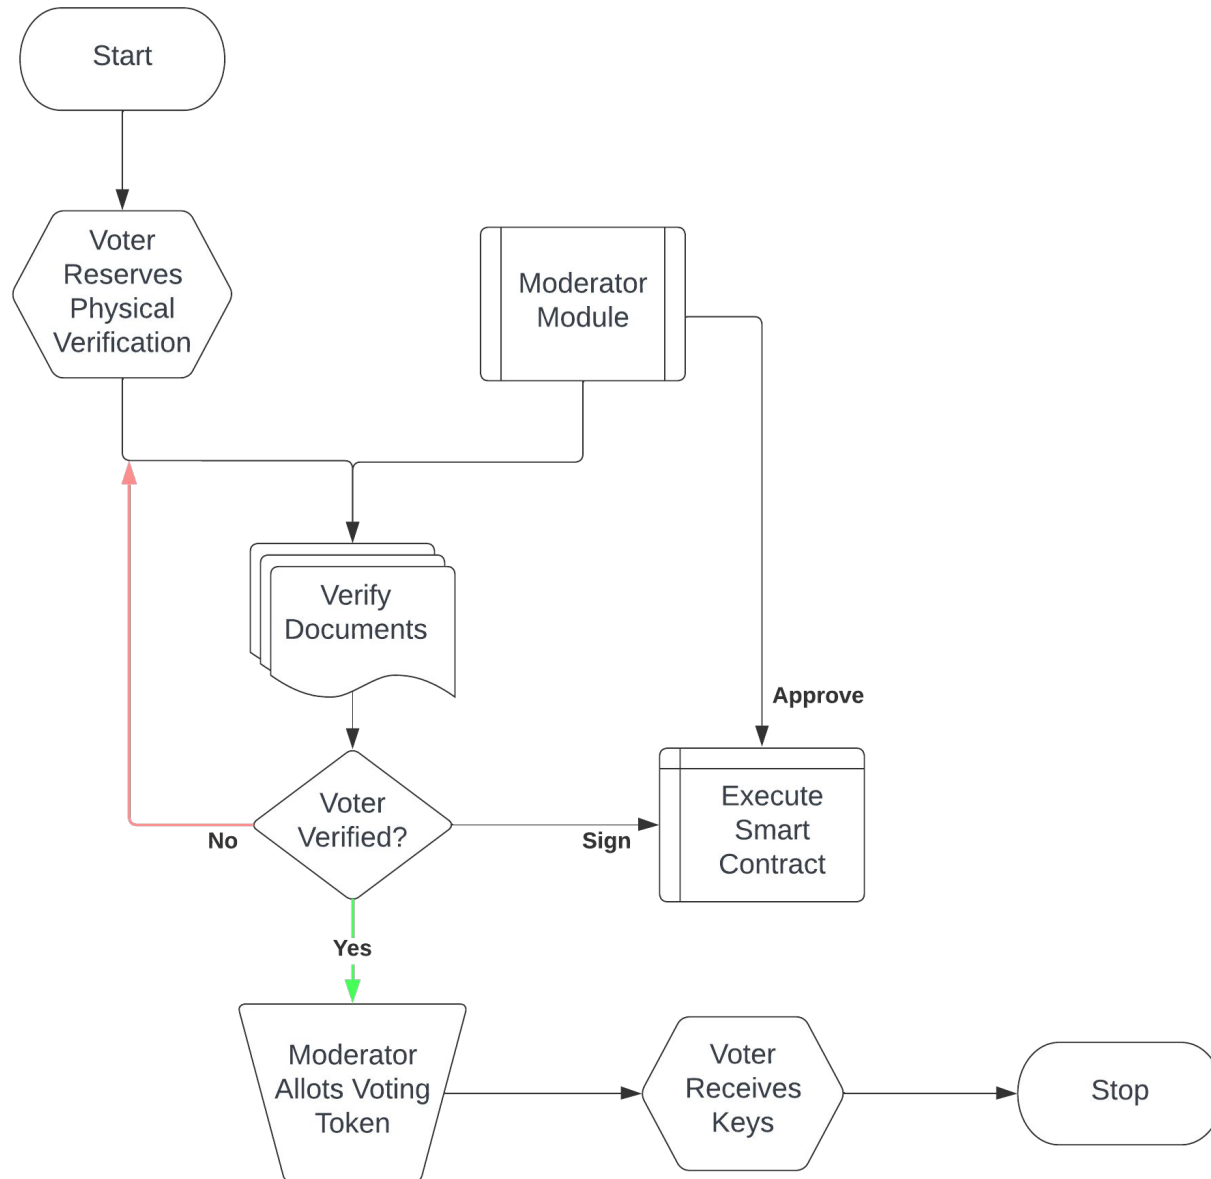 Start
Voter
Reserves
Physical
Verification
Moderator
Module
Verify
Documents
Approve
Voter
Verified?
No
Sign
Execute
Smart
Contract
Yes
Moderator
Allots Voting
Token
Voter
Receives
Keys
Stop